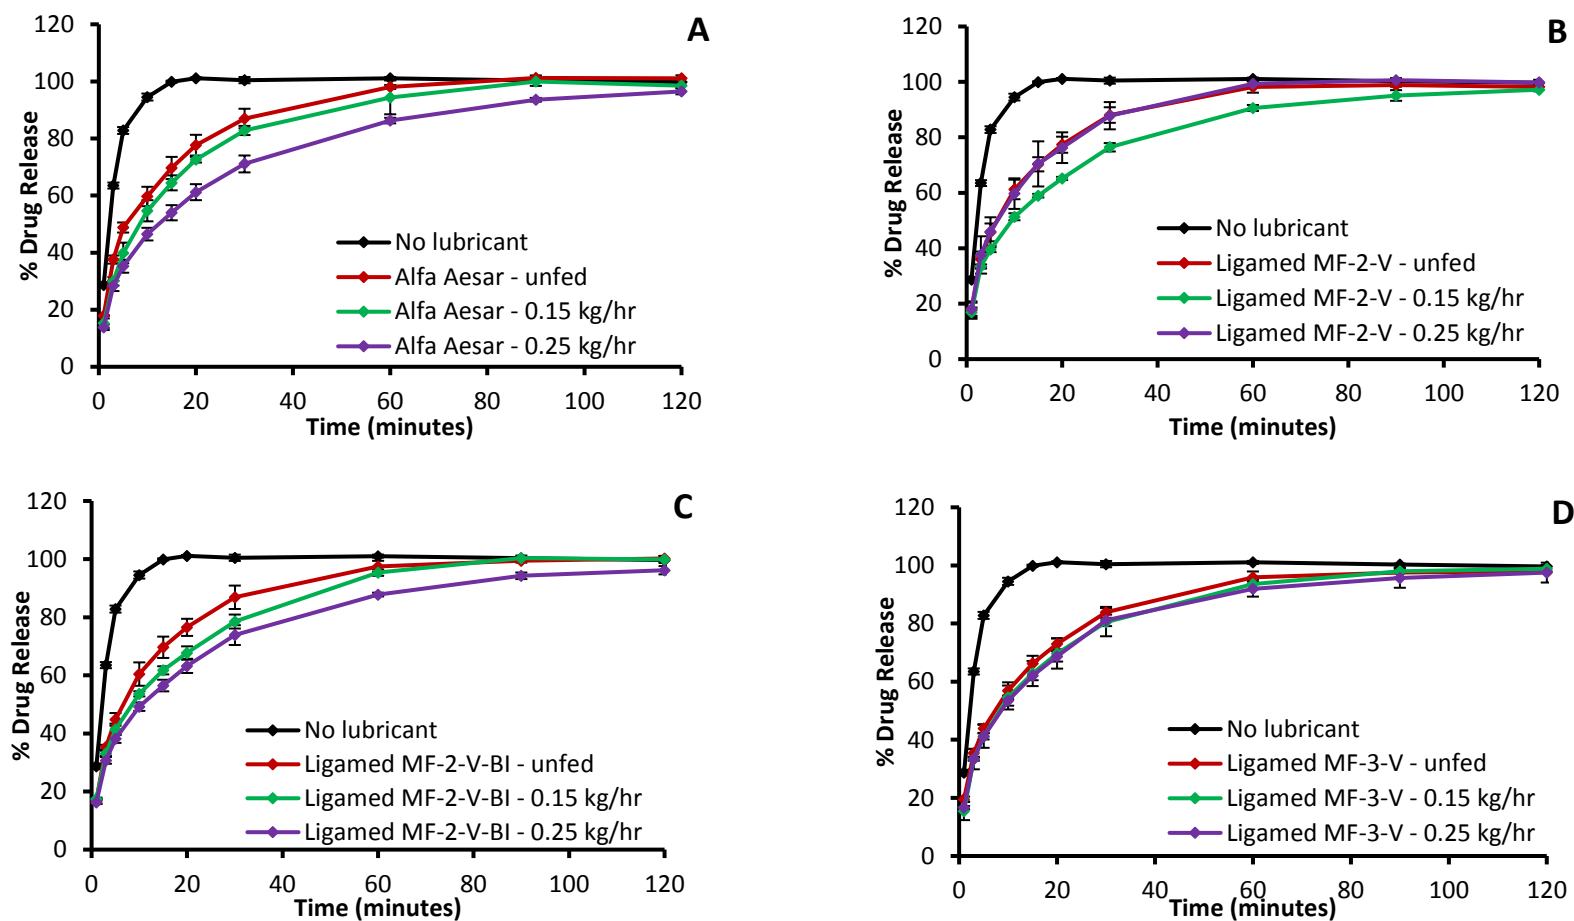 A
% Drug Release
120
100
80
60
40
20
0
No lubricant
Alfa Aesar - unfed
Alfa Aesar - 0.15 kg/hr
Alfa Aesar - 0.25 kg/hr
0 20 40 60 80 100 120
Time (minutes)
B
% Drug Release
120
100
80
60
40
20
0
No lubricant
Ligamed MF-2-V - unfed
Ligamed MF-2-V - 0.15 kg/hr
Ligamed MF-2-V - 0.25 kg/hr
0 20 40 60 80 100 120
Time (minutes)
C
% Drug Release
120
100
80
60
40
20
0
No lubricant
Ligamed MF-2-V-BI - unfed
Ligamed MF-2-V-BI - 0.15 kg/hr
Ligamed MF-2-V-BI - 0.25 kg/hr
0 20 40 60 80 100 120
Time (minutes)
D
% Drug Release
120
100
80
60
40
20
0
No lubricant
Ligamed MF-3-V - unfed
Ligamed MF-3-V - 0.15 kg/hr
Ligamed MF-3-V - 0.25 kg/hr
0 20 40 60 80 100 120
Time (minutes)